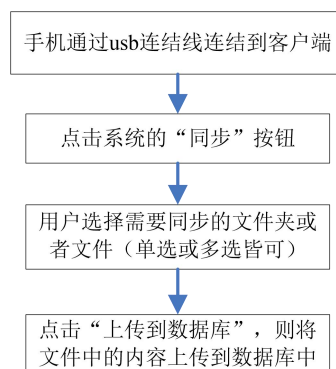 手机通过usb连结线连结到客户端
点击系统的“同步”按钮
用户选择需要同步的文件夹或
者文件（单选或多选皆可）
点击“上传到数据库”，则将
文件中的内容上传到数据库中